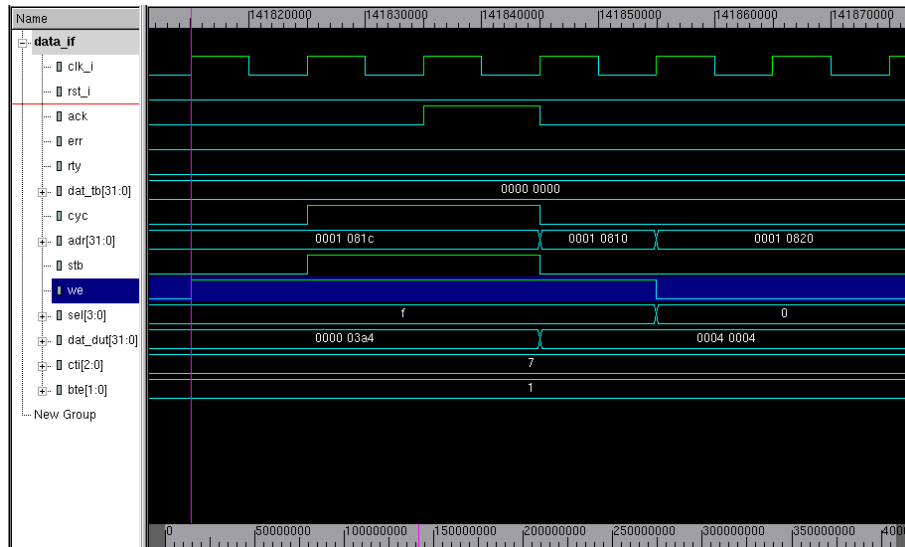 Name
|141820000 |141830000 |141840000 |141850000 |141860000 |141870000
data_if
clk_i
rst_i
ack
err
rty
dat_tb[31:0] 0000 0000
cyc
adr[31:0] 0001 081c 0001 0810 0001 0820
stb
we
sel[3:0] f 0
dat_dut[31:0] 0000 03a4 0004 0004
cti[2:0] 7
bte[1:0] 1
New Group
0 |50000000 |100000000 |150000000 |200000000 |250000000 |300000000 |350000000